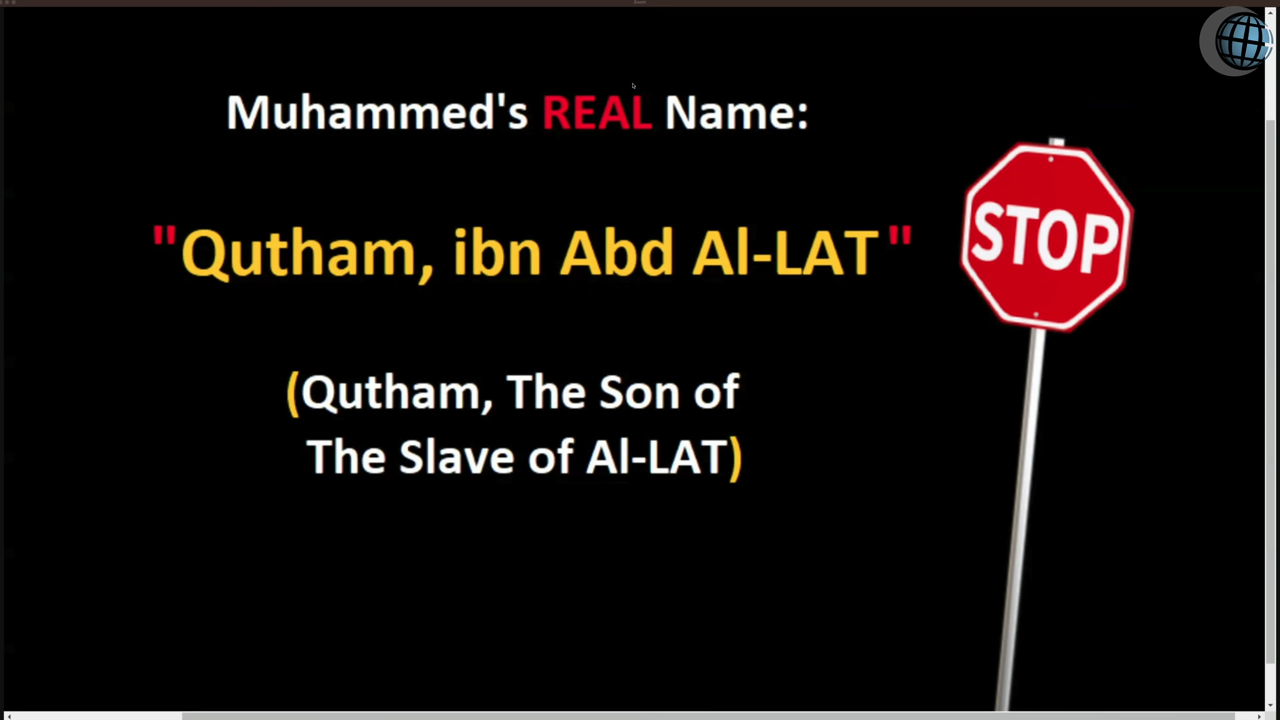 Muhammed's REAL Name:
"Qutham, ibn Abd Al-LAT"
STOP
(Qutham, The Son of
The Slave of Al-LAT)